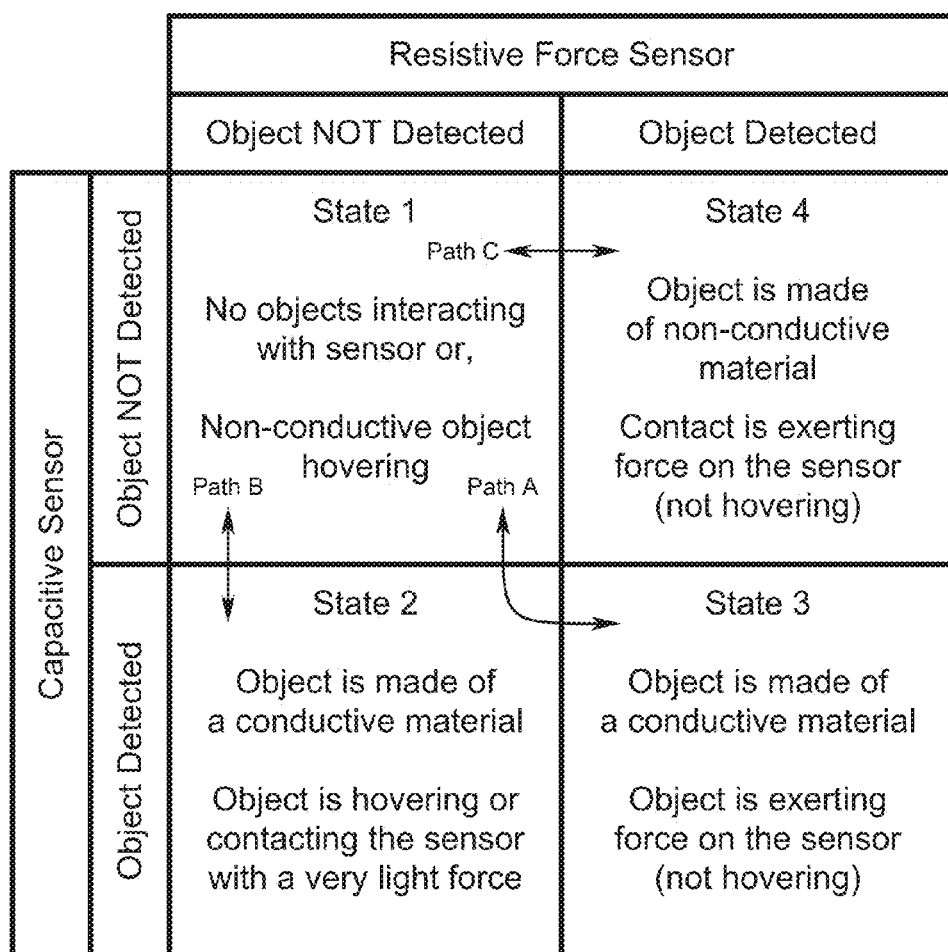 Resistive Force Sensor
Object NOT Detected
Object Detected
Capacitive Sensor
Object NOT Detected
State 1
Path C
No objects interacting
with sensor or,
Non-conductive object
hovering
Path B
Path A
State 4
Object is made
of non-conductive
material
Contact is exerting
force on the sensor
(not hovering)
Object Detected
State 2
Object is made of
a conductive material
Object is hovering or
contacting the sensor
with a very light force
State 3
Object is made of
a conductive material
Object is exerting
force on the sensor
(not hovering)